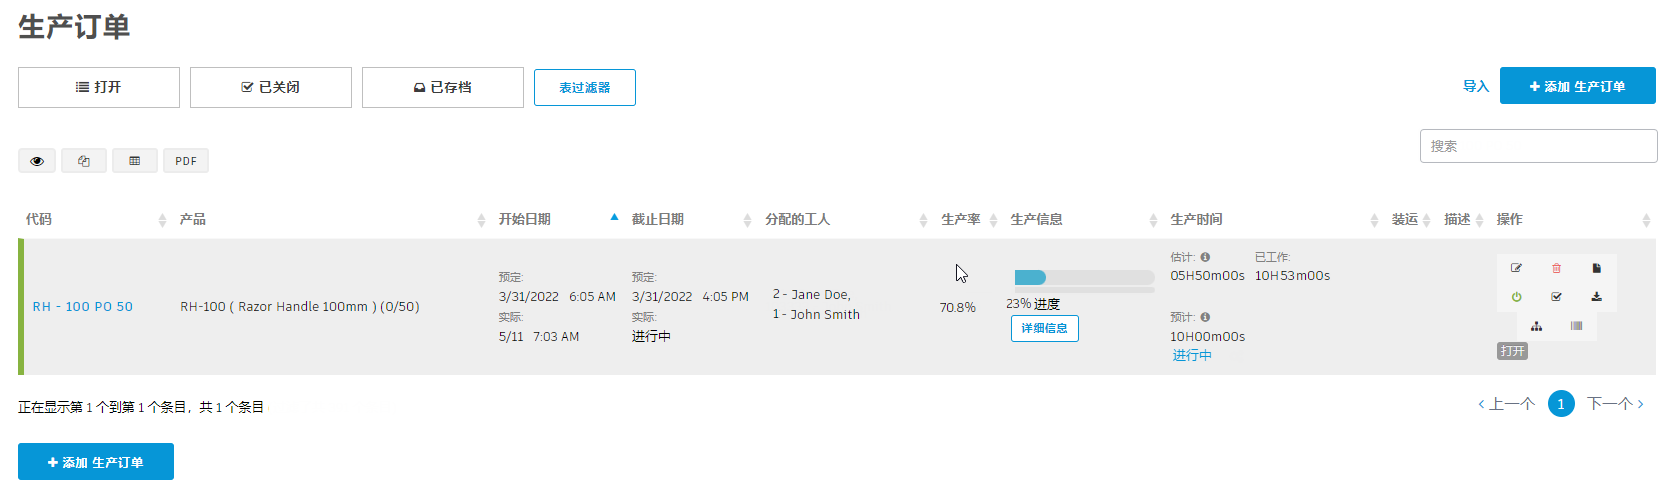 生产订单
打开 已关闭 已存档 表过滤器 导入 添加 生产订单
搜索
PDF
代码 产品 开始日期 截止日期 分配的工人 生产率 生产信息 生产时间 装运 描述 操作
估计: 已工作:
预定: 预定: 05H50m00s 10H53m00s
3/31/2022 6:05 AM 3/31/2022 4:05 PM 2 - Jane Doe,
RH - 100 PO 50 RH-100 ( Razor Handle 100mm ) (0/50) 70.8% 23% 进度
实际: 实际: 1 - John Smith 预计:
5/11 7:03 AM 进行中 详细信息 10H00m00s
进行中 打开
正在显示第 1 个到第 1 个条目，共 1 个条目 上一个 1 下一个
添加 生产订单